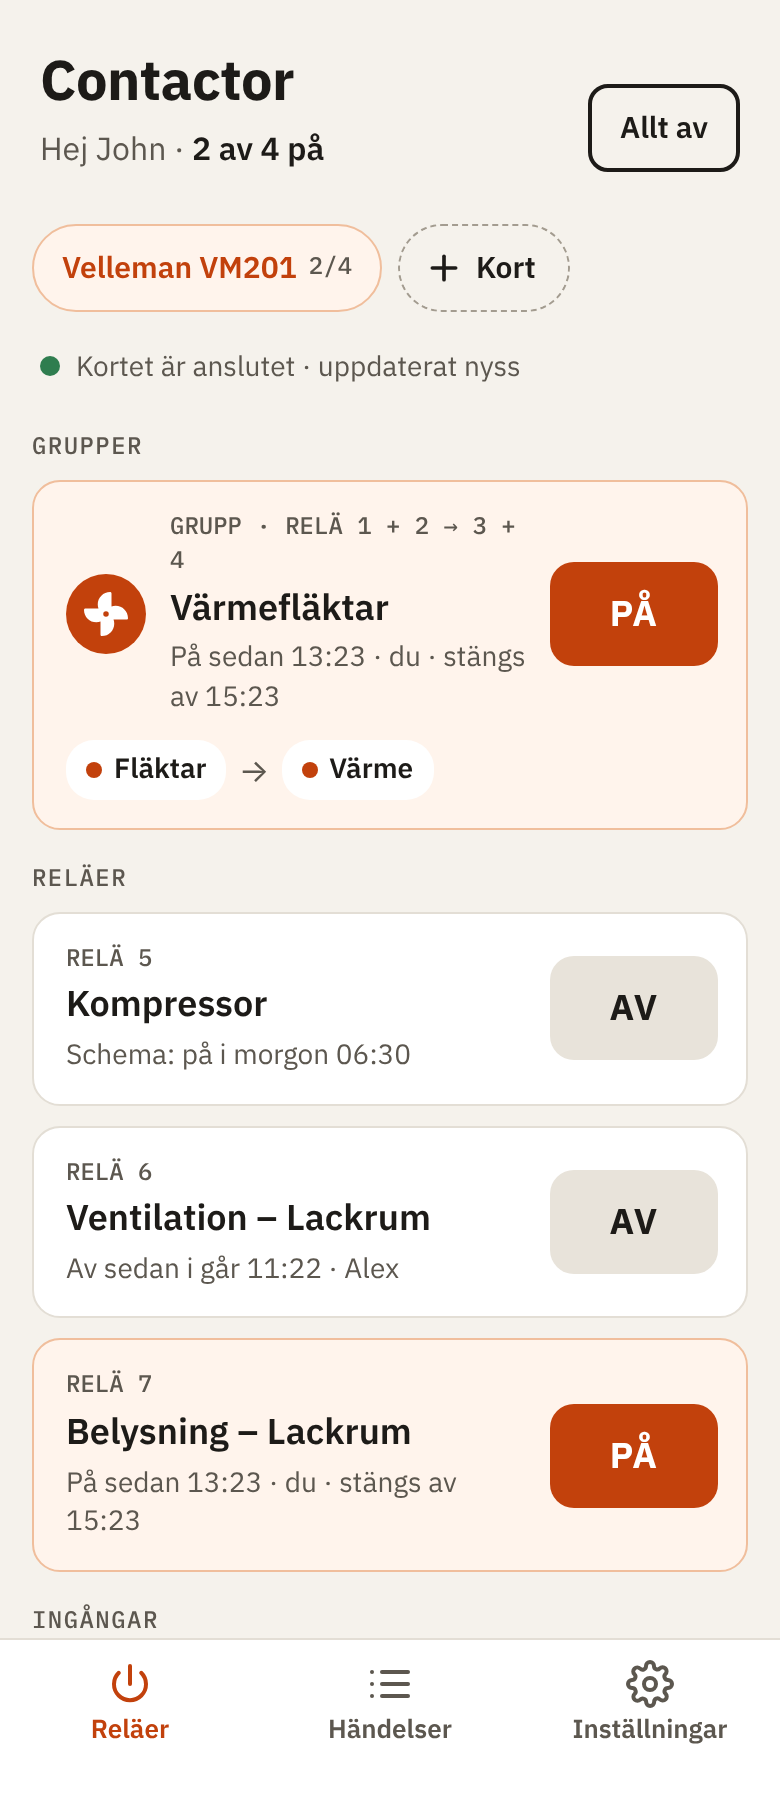 Contactor
Hej John · 2 av 4 på
Allt av
Velleman VM201 2/4
+ Kort
Kortet är anslutet · uppdaterat nyss
GRUPPER
GRUPP · RELÄ 1 + 2 → 3 +
4
Värmefläktar
På sedan 13:23 · du · stängs
av 15:23
PÅ
Fläktar → Värme
RELÄER
RELÄ 5
Kompressor
Schema: på i morgon 06:30
AV
RELÄ 6
Ventilation – Lackrum
Av sedan i går 11:22 · Alex
AV
RELÄ 7
Belysning – Lackrum
På sedan 13:23 · du · stängs av
15:23
PÅ
INGÅNGAR
Reläer
Händelser
Inställningar